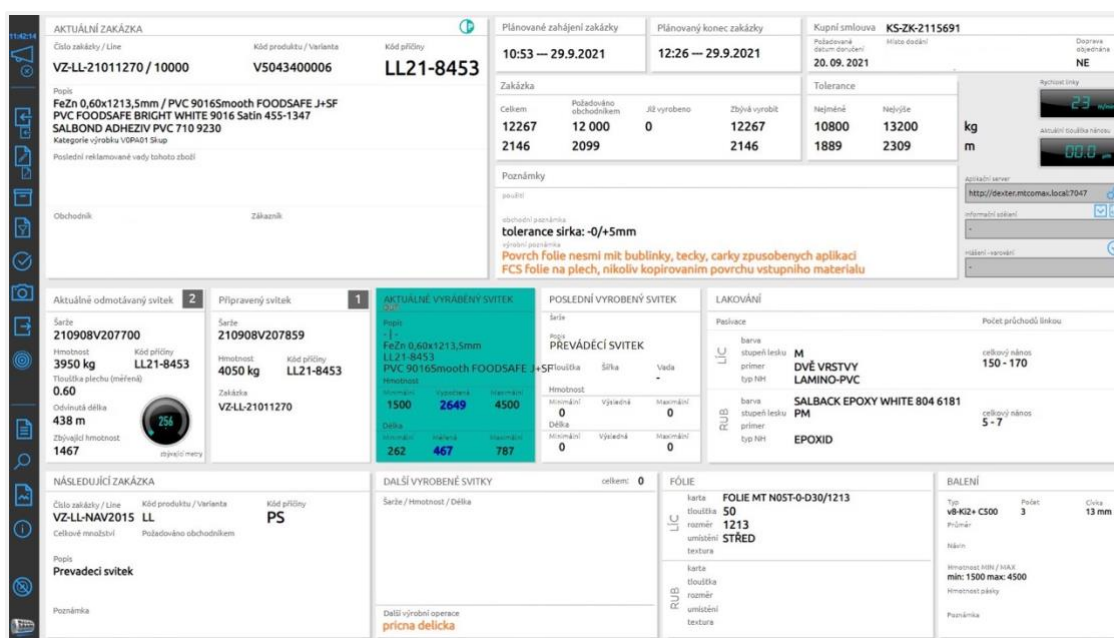 11:42:14
AKTUÁLNÍ ZAKÁZKA
Číslo zakázky / Line Kód produktu / Varianta Kód příčiny
VZ-LL-21011270 / 10000 V5043400006 LL21-8453
Popis
FeZn 0,60x1213,5mm / PVC 9016Smooth FOODSAFE J+SF
PVC FOODSAFE BRIGHT WHITE 9016 Satin 455-1347
SALBOND ADHEZIV PVC 710 9230
Kategorie výrobku V0PA01 Skup
Poslední reklamované vady tohoto zboží
Obchodník Zákazník
Plánované zahájení zakázky
10:53 — 29.9.2021
Plánovaný konec zakázky
12:26 — 29.9.2021
Kupní smlouva KS-ZK-2115691
Požadované datum doručení Místo dodání Doprava objednána
20. 09. 2021 NE
Zakázka
Celkem Požadováno obchodníkem Již vyrobeno Zbývá vyrobit
12267 12 000 0 12267
2146 2099 2146
Tolerance
Nejméně Nejvýše
10800 13200 kg
1889 2309 m
Rychlost linky
23
Aktuální tloušťka nánosu
00.0
Poznámky
použití
obchodní poznámka
tolerance sirka: -0/+5mm
výrobní poznámka
Povrch folie nesmi mit bublinky, tecky, carky zpusobenych aplikaci
FCS folie na plech, nikoliv kopirovanim povrchu vstupniho materialu
Aplikační server
http://dexter.mtcomax.local:7047
Informační sdělení
-
Hlášení - varování
-
Aktuálně odmotávaný svitek 2
Šarže
210908V207700
Hmotnost Kód příčiny
3950 kg LL21-8453
Tloušťka plechu (měřená)
0.60
Odvinutá délka
438 m
256
Zbývající hmotnost
1467 zbývající metry
Připravený svitek 1
Šarže
210908V207859
Hmotnost Kód příčiny
4050 kg LL21-8453
Zakázka
VZ-LL-21011270
AKTUÁLNĚ VYRÁBĚNÝ SVITEK
Popis
- | -
FeZn 0,60x1213,5mm
LL21-8453
PVC 9016Smooth FOODSAFE J+SF
Hmotnost
Minimální Vypočtená Maximální
1500 2649 4500
Délka
Minimální Měřená Maximální
262 467 787
POSLEDNÍ VYROBENÝ SVITEK
Šarže
Popis
PŘEVÁDĚCÍ SVITEK
Tloušťka Šířka Vada
-
Hmotnost
Minimální Výsledná Maximální
0 0
Délka
Minimální Výsledná Maximální
0 0
LAKOVÁNÍ
Pasivace Počet průchodů linkou
LÍC
barva
stupeň lesku M
primer DVĚ VRSTVY
typ NH LAMINO-PVC
celkový nános
150 - 170
RUB
barva SALBACK EPOXY WHITE 804 6181
stupeň lesku PM
primer
typ NH EPOXID
celkový nános
5 - 7
NÁSLEDUJÍCÍ ZAKÁZKA
Číslo zakázky / Line Kód produktu / Varianta Kód příčiny
VZ-LL-NAV2015 LL PS
Celkové množství Požadováno obchodníkem
Popis
Prevadeci svitek
Poznámka
DALŠÍ VYROBENÉ SVITKY celkem: 0
Šarže / Hmotnost / Délka
Další výrobní operace
pricna delicka
FÓLIE
LÍC
karta FOLIE MT N05T-0-D30/1213
tloušťka 50
rozměr 1213
umístění STŘED
textura
RUB
karta
tloušťka
rozměr
umístění
textura
BALENÍ
Typ Počet Cívka
vB-Ki2+ C500 3 13 mm
Průměr
Návin
Hmotnost MIN / MAX
min: 1500 max: 4500
Hmotnost pásky
Poznámka